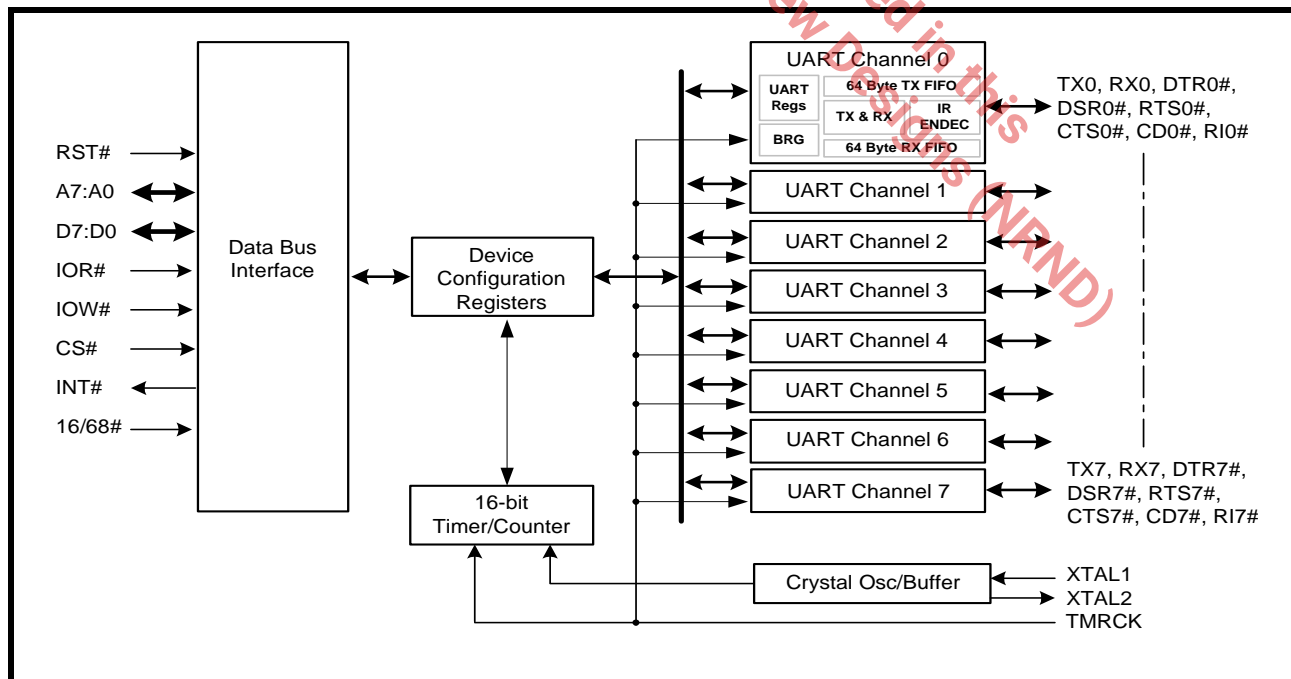 ed in this
ew Designs (NRND)
UART Channel 0
64 Byte TX FIFO
UART
Regs
TX & RX
IR
ENDEC
BRG
64 Byte RX FIFO
TX0, RX0, DTR0#,
DSR0#, RTS0#,
CTS0#, CD0#, RI0#
RST#
A7:A0
D7:D0
IOR#
IOW#
CS#
INT#
16/68#
Data Bus
Interface
Device
Configuration
Registers
UART Channel 1
UART Channel 2
UART Channel 3
UART Channel 4
UART Channel 5
UART Channel 6
UART Channel 7
TX7, RX7, DTR7#,
DSR7#, RTS7#,
CTS7#, CD7#, RI7#
16-bit
Timer/Counter
Crystal Osc/Buffer
XTAL1
XTAL2
TMRCK